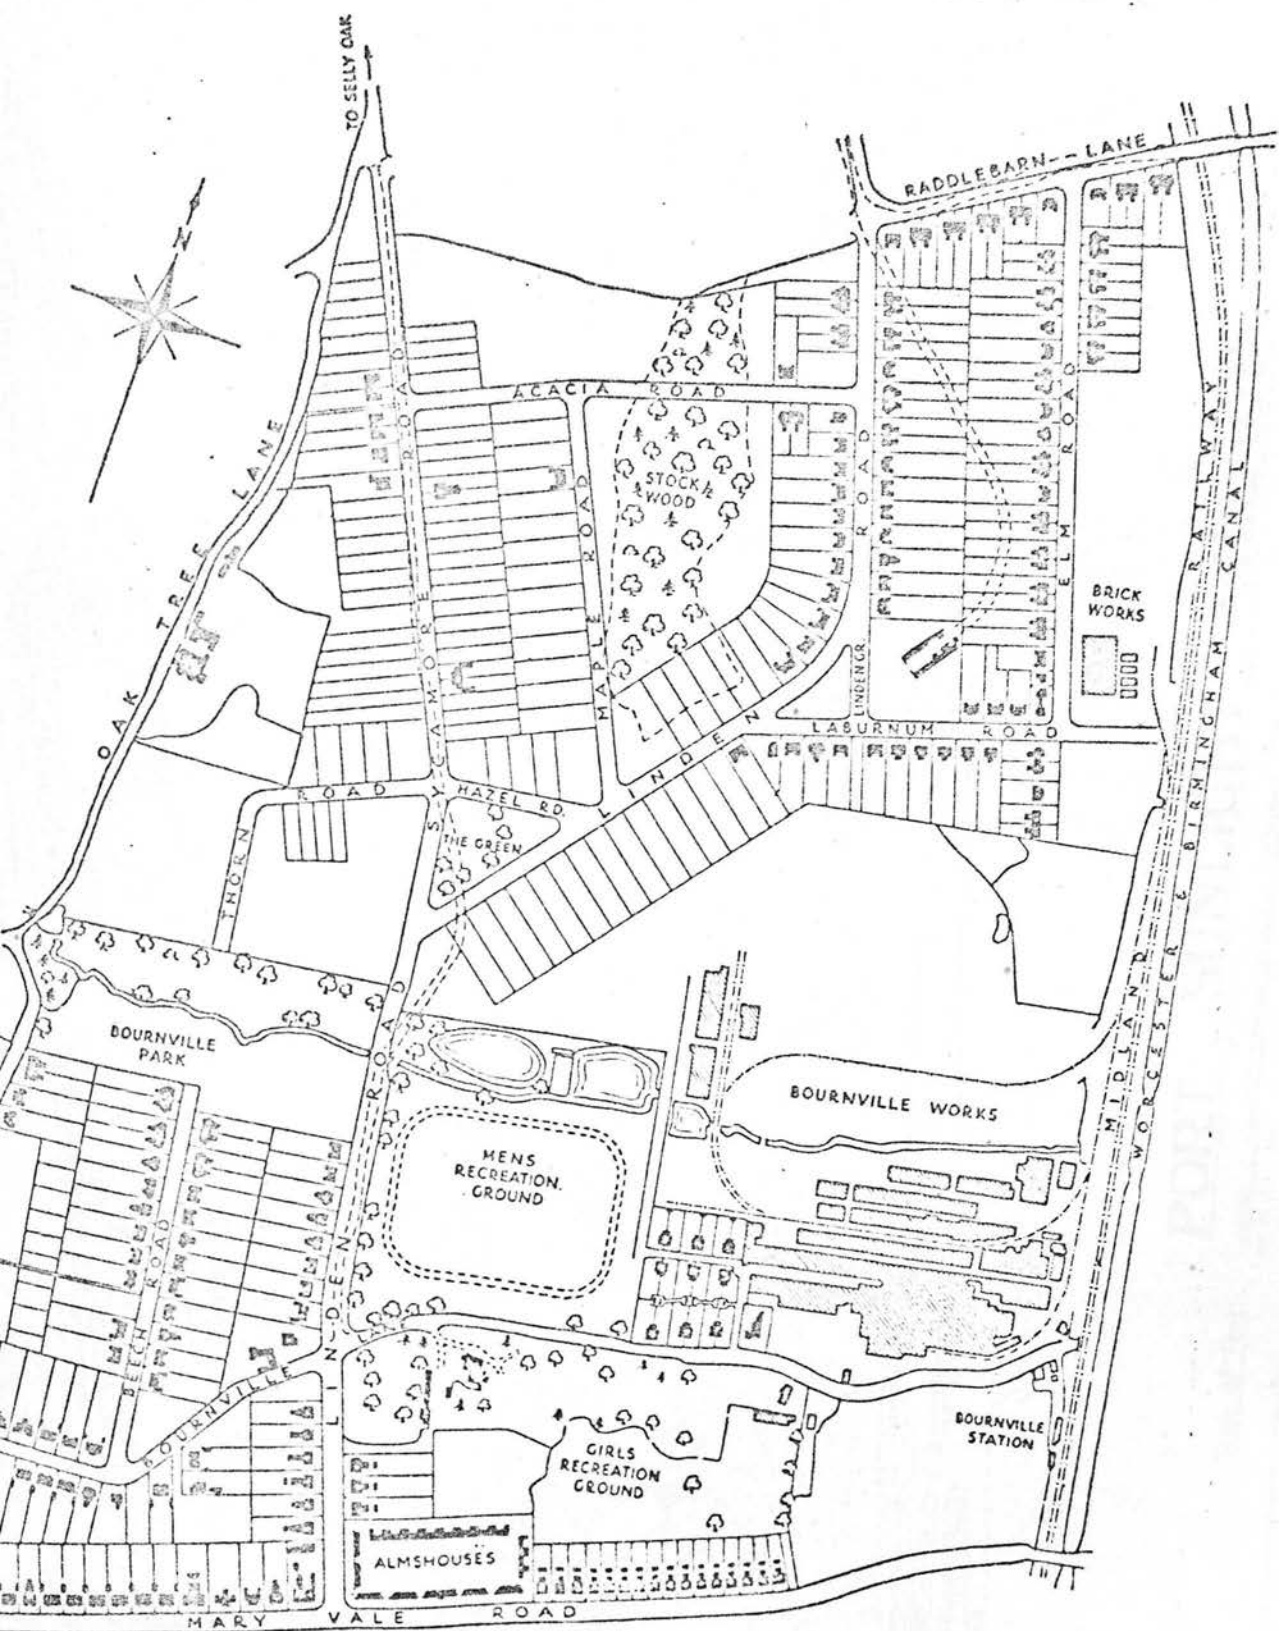 TO SELLY OAK
RADDLEBARN LANE
N
ACACIA ROAD
STOCK
WOOD
OAK TREE LANE
SYCAMORE ROAD
MAPLE ROAD
LINDEN ROAD
ELM ROAD
RAILWAY
CANAL
BRICK
WORKS
LINDEN GR.
LABURNUM ROAD
THORN ROAD
HAZEL RD.
THE GREEN
BOURNVILLE
PARK
MENS
RECREATION.
GROUND
BOURNVILLE WORKS
MIDLAND
WORCESTER & BIRMINGHAM
BEECH ROAD
BOURNVILLE
LINDEN ROAD
GIRLS
RECREATION
GROUND
BOURNVILLE
STATION
ALMSHOUSES
MARY VALE ROAD